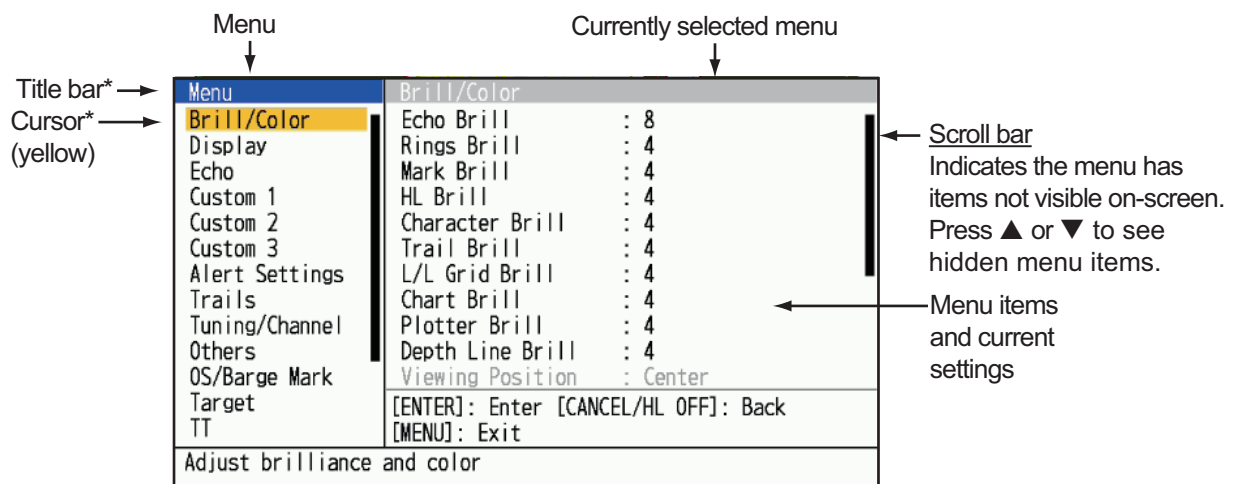 Menu
Currently selected menu
Title bar*
Cursor*
(yellow)
Menu
Brill/Color
Display
Echo
Custom 1
Custom 2
Custom 3
Alert Settings
Trails
Tuning/Channel
Others
OS/Barge Mark
Target
TT
Brill/Color
Echo Brill : 8
Rings Brill : 4
Mark Brill : 4
HL Brill : 4
Character Brill : 4
Trail Brill : 4
L/L Grid Brill : 4
Chart Brill : 4
Plotter Brill : 4
Depth Line Brill : 4
Viewing Position : Center
[ENTER]: Enter [CANCEL/HL OFF]: Back
[MENU]: Exit
Adjust brilliance and color
Scroll bar
Indicates the menu has
items not visible on-screen.
Press ▲ or ▼ to see
hidden menu items.
Menu items
and current
settings